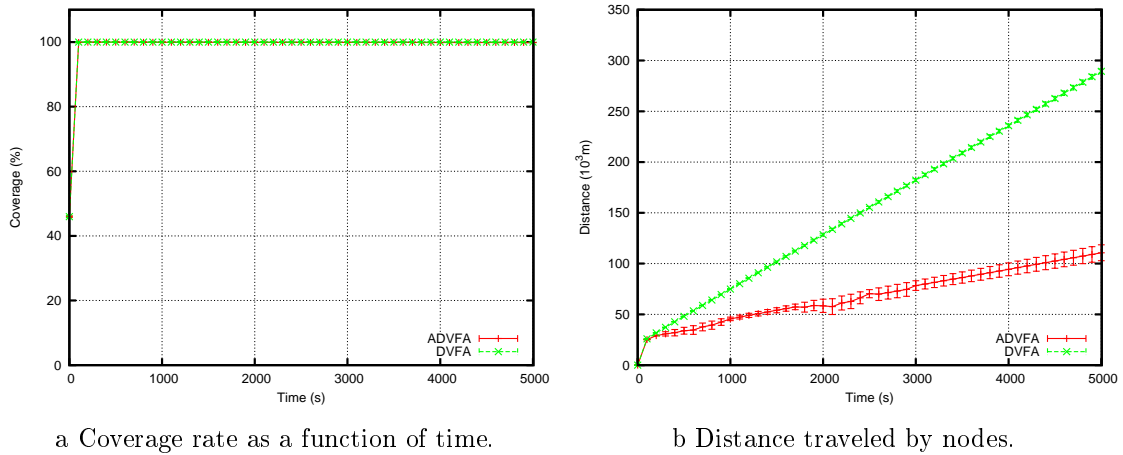 100
80
60
40
20
0
0 1000 2000 3000 4000 5000
Coverage (%)
Time (s)
ADVFA
DVFA
a Coverage rate as a function of time.
350
300
250
200
150
100
50
0
0 1000 2000 3000 4000 5000
Distance (10³m)
Time (s)
ADVFA
DVFA
b Distance traveled by nodes.